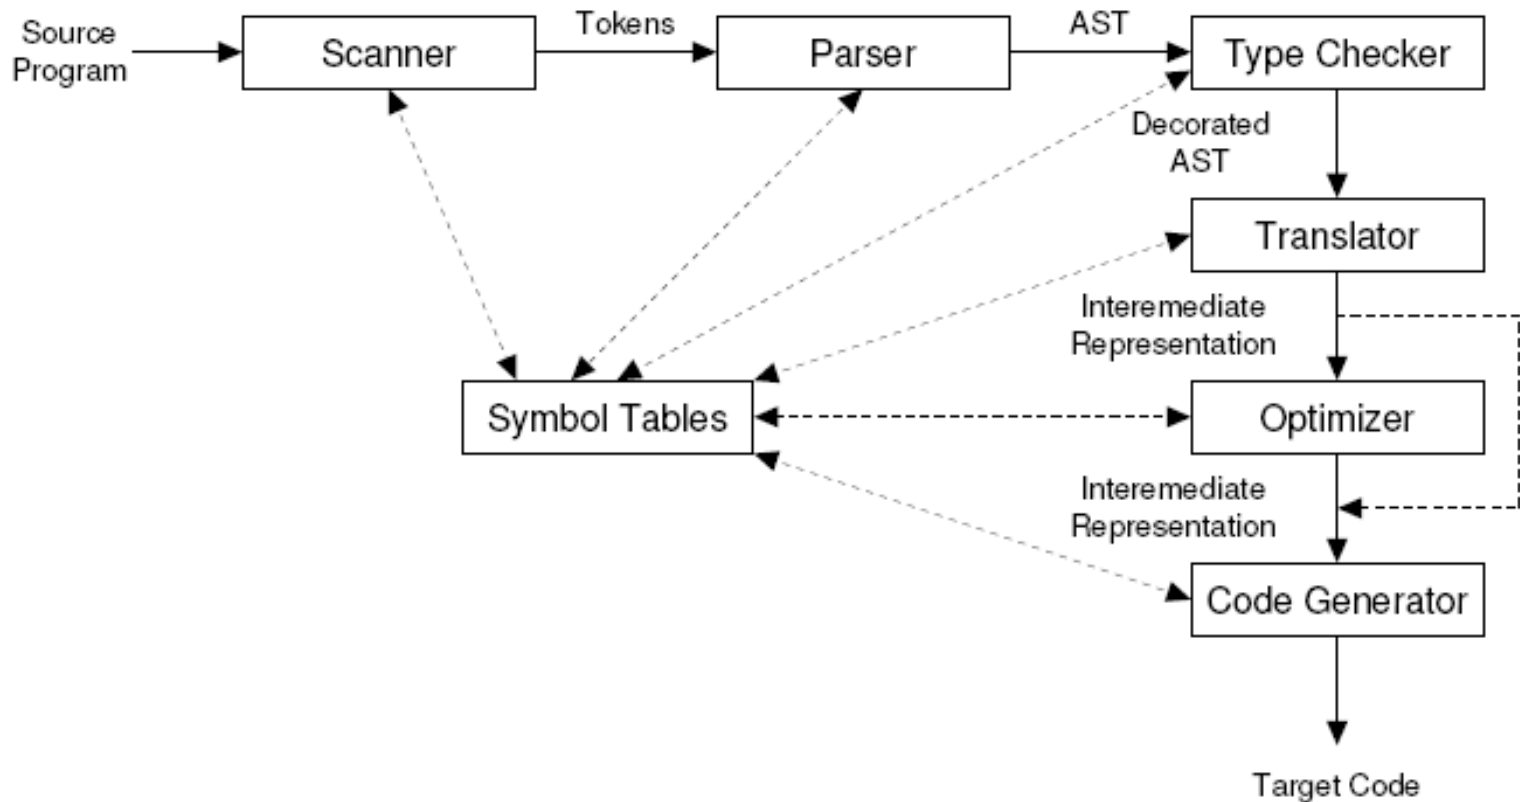 Source
Program
Scanner
Tokens
Parser
AST
Type Checker
Decorated
AST
Translator
Interemediate
Representation
Symbol Tables
Optimizer
Interemediate
Representation
Code Generator
Target Code